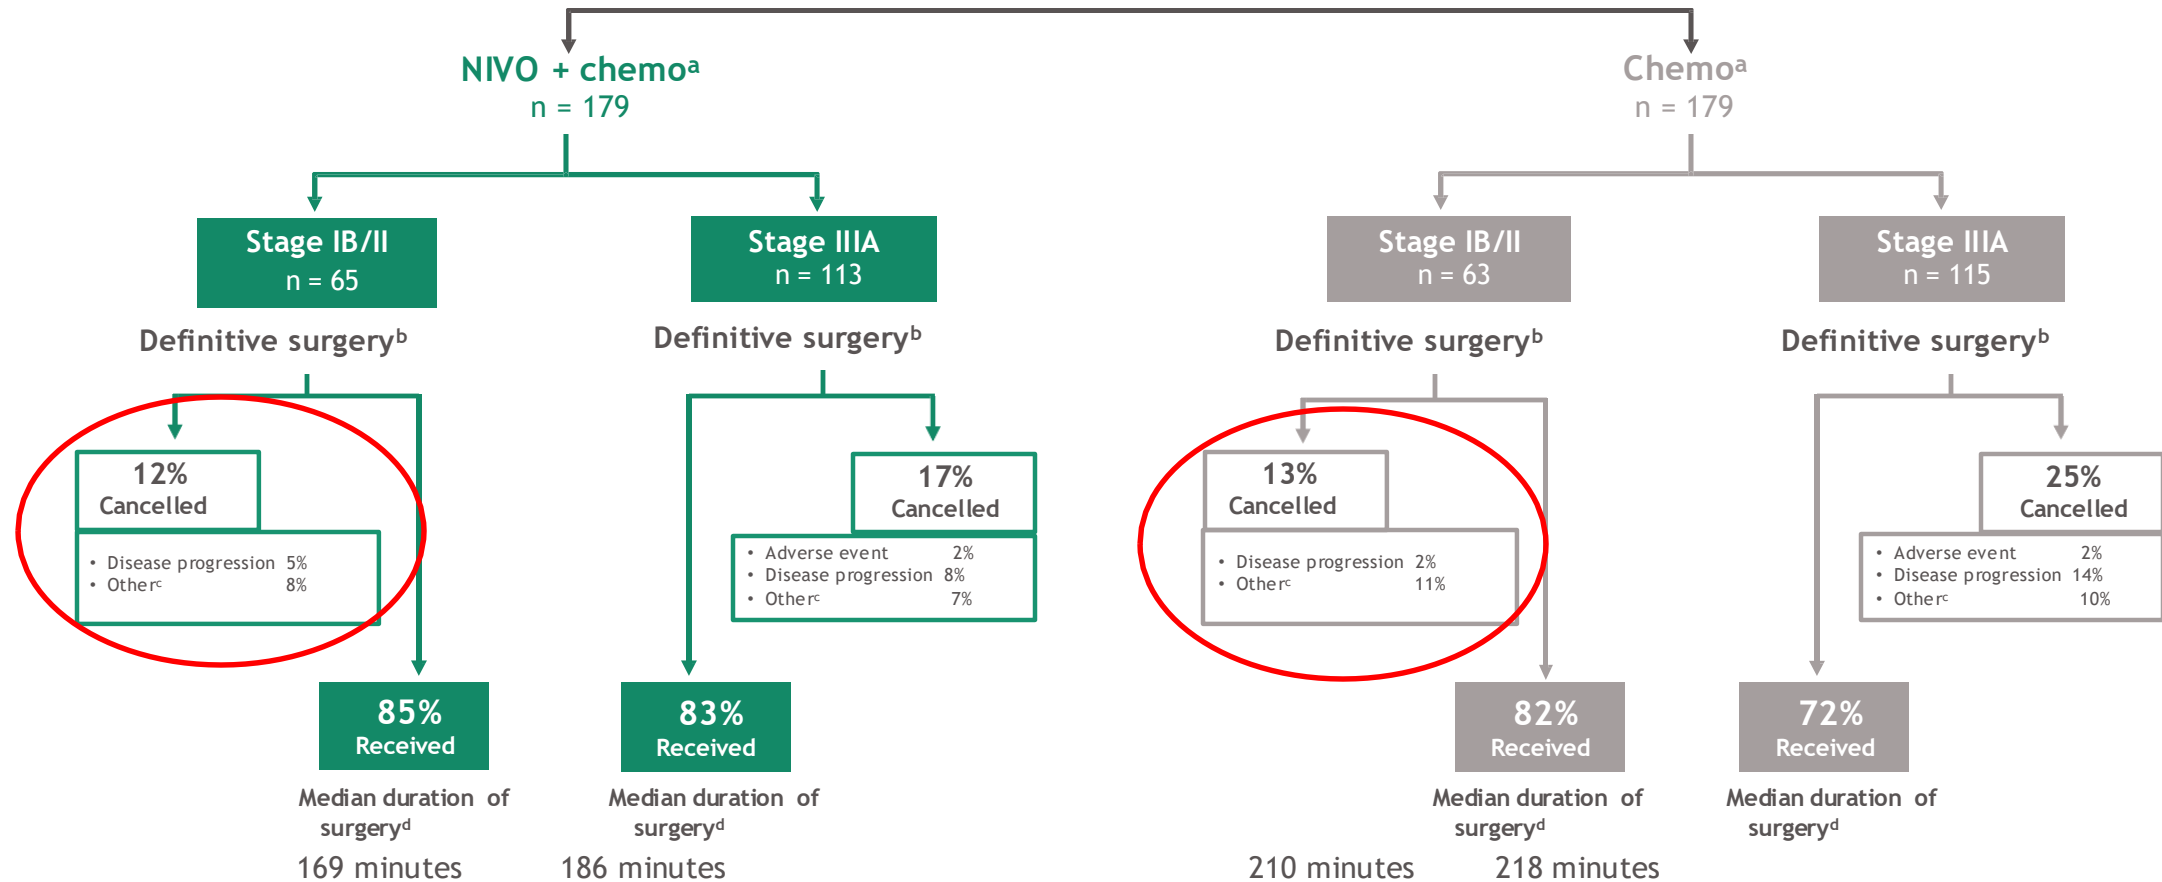 NIVO + chemoᵃ
n = 179
Chemoᵃ
n = 179
Stage IB/II
n = 65
Stage IIIA
n = 113
Stage IB/II
n = 63
Stage IIIA
n = 115
Definitive surgeryᵇ
Definitive surgeryᵇ
Definitive surgeryᵇ
Definitive surgeryᵇ
12%
Cancelled
• Disease progression 5%
• Otherᶜ 8%
17%
Cancelled
• Adverse event 2%
• Disease progression 8%
• Otherᶜ 7%
13%
Cancelled
• Disease progression 2%
• Otherᶜ 11%
25%
Cancelled
• Adverse event 2%
• Disease progression 14%
• Otherᶜ 10%
85%
Received
83%
Received
82%
Received
72%
Received
Median duration of
surgeryᵈ
169 minutes
Median duration of
surgeryᵈ
186 minutes
Median duration of
surgeryᵈ
210 minutes
Median duration of
surgeryᵈ
218 minutes